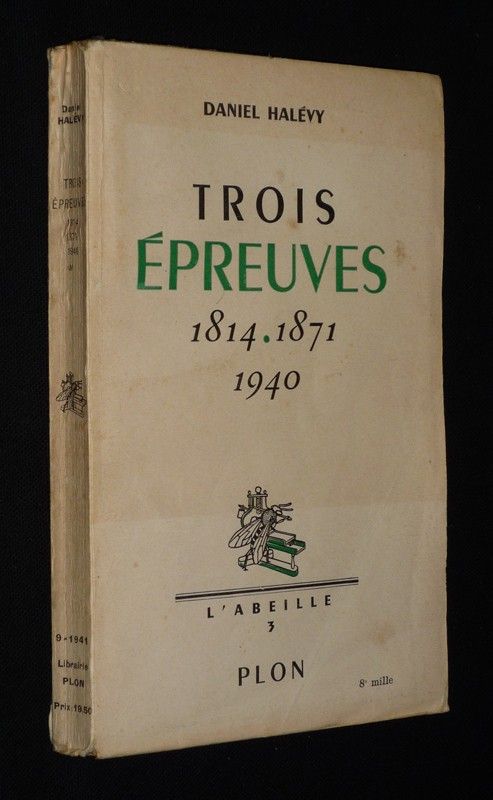 DANIEL HALÉVY
TROIS
ÉPREUVES
1814.1871
1940
L'ABEILLE
3
PLON
8e mille
HALÉVY
TROIS
ÉPREUVES
1814
1871
1940
9-1941
Librairie
PLON
Prix 19.50